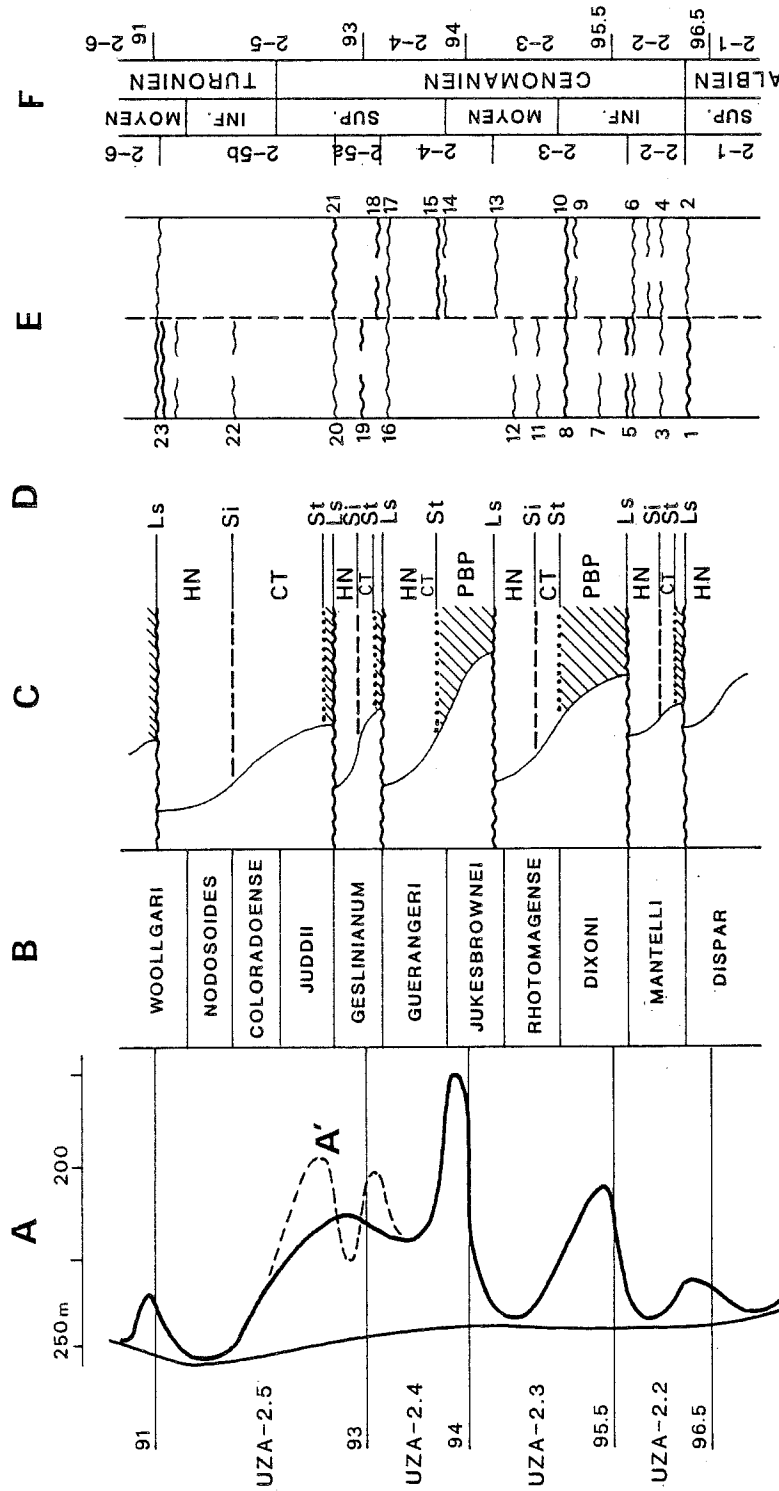 A
B
C
D
E
F
250 m
200
A'
91
UZA-2.5
93
UZA-2.4
94
UZA-2.3
95.5
UZA-2.2
96.5
WOOLLGARI
NODOSOIDES
COLORADOENSE
JUDDII
GESLINIANUM
GUERANGERI
JUKESBROWNEI
RHOTOMAGENSE
DIXONI
MANTELLI
DISPAR
HN
CT
HN
CT
HN
CT
PBP
HN
CT
PBP
HN
CT
HN
Ls
Si
St
Ls
Si
St
Ls
St
Ls
Si
St
Ls
Si
St
Ls
23
22
20
19
16
12
11
8
7
5
3
1
21
18
17
15
14
13
10
9
6
4
2
2-6
2-5b
2-5a
2-4
2-3
2-2
2-1
MOYEN
INF.
SUP.
MOYEN
INF.
SUP.
TURONIEN
CENOMANIEN
ALBIEN
2-6
91
2-5
93
2-4
94
2-3
95.5
2-2
96.5
2-1